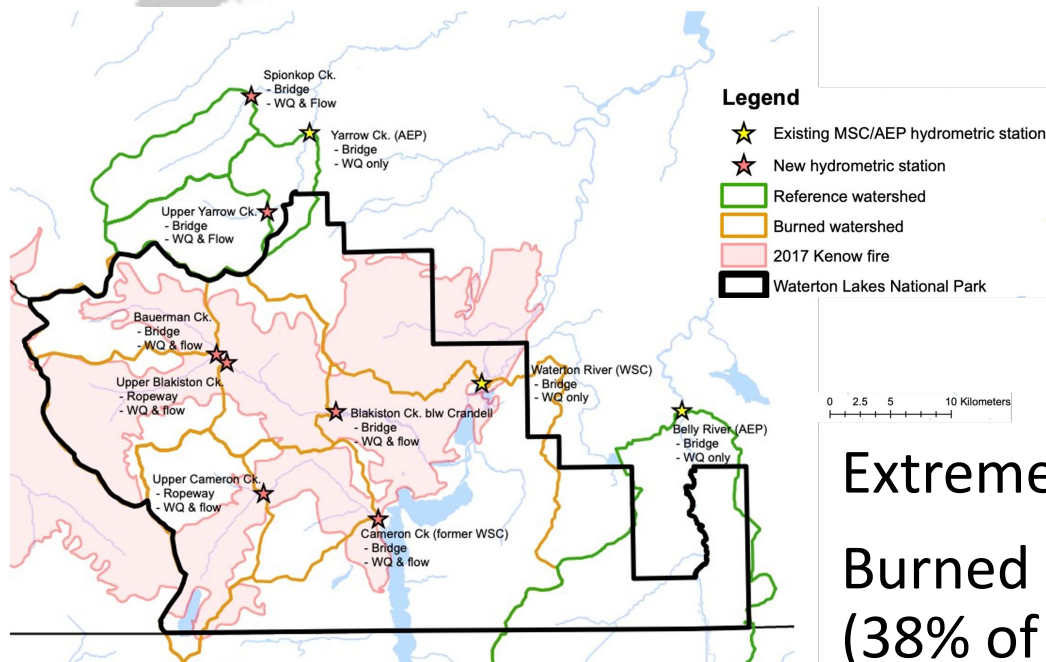 Spionkop Ck.
- Bridge
- WQ & Flow
Yarrow Ck. (AEP)
- Bridge
- WQ only
Upper Yarrow Ck.
- Bridge
- WQ & Flow
Bauerman Ck.
- Bridge
- WQ & flow
Upper Blakiston Ck.
- Ropeway
- WQ & flow
Blakiston Ck. blw Crandell
- Bridge
- WQ & flow
Waterton River (WSC)
- Bridge
- WQ only
Belly River (AEP)
- Bridge
- WQ only
Upper Cameron Ck.
- Ropeway
- WQ & flow
Cameron Ck (former WSC)
- Bridge
- WQ & flow
Legend
Existing MSC/AEP hydrometric station
New hydrometric station
Reference watershed
Burned watershed
2017 Kenow fire
Waterton Lakes National Park
0 2.5 5 10 Kilometers
Extreme
Burned
(38% of